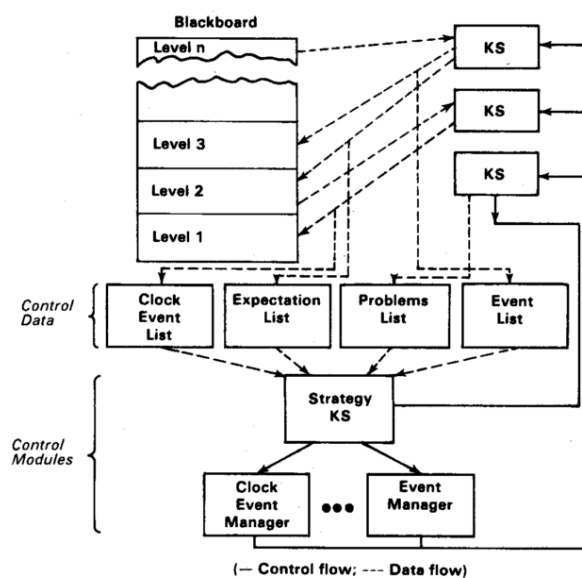 Blackboard
Level n
KS
KS
Level 3
KS
Level 2
Level 1
Control
Data
Clock
Event
List
Expectation
List
Problems
List
Event
List
Strategy
KS
Control
Modules
Clock
Event
Manager
Event
Manager
(— Control flow; --- Data flow)